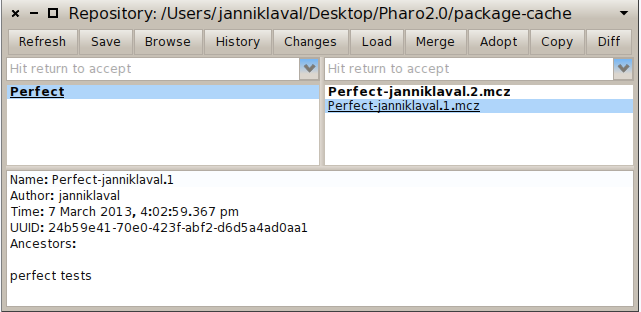 Repository: /Users/janniklaval/Desktop/Pharo2.0/package-cache
Refresh Save Browse History Changes Load Merge Adopt Copy Diff
Hit return to accept Hit return to accept
Perfect
Perfect-janniklaval.2.mcz
Perfect-janniklaval.1.mcz
Name: Perfect-janniklaval.1
Author: janniklaval
Time: 7 March 2013, 4:02:59.367 pm
UUID: 24b59e41-70e0-423f-abf2-d6d5a4ad0aa1
Ancestors:
perfect tests